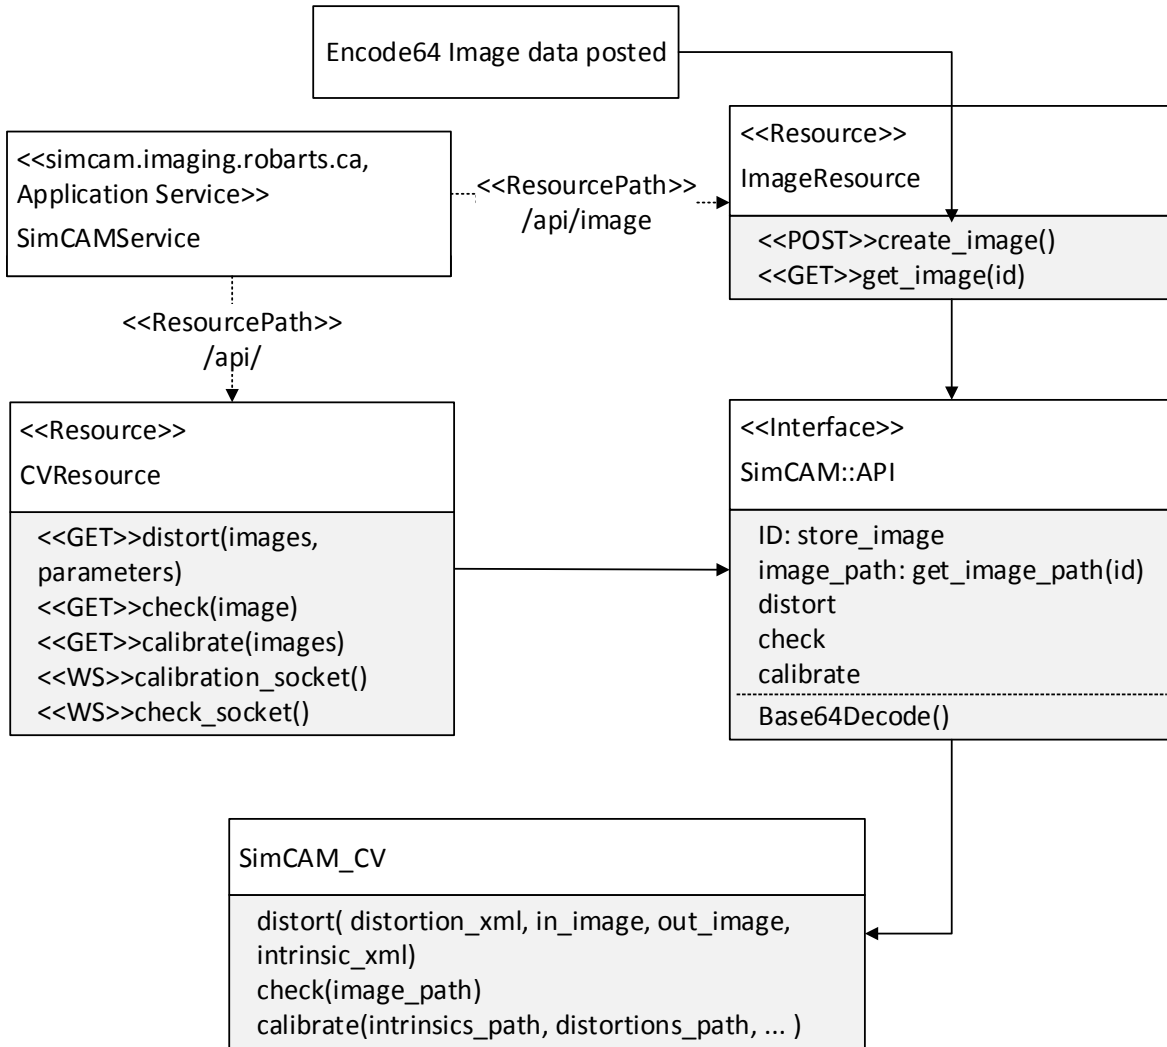 Encode64 Image data posted
<<simcam.imaging.robarts.ca,
Application Service>>
SimCAMService
<<ResourcePath>>
/api/image
<<Resource>>
ImageResource
<<POST>>create_image()
<<GET>>get_image(id)
<<ResourcePath>>
/api/
<<Resource>>
CVResource
<<GET>>distort(images,
parameters)
<<GET>>check(image)
<<GET>>calibrate(images)
<<WS>>calibration_socket()
<<WS>>check_socket()
<<Interface>>
SimCAM::API
ID: store_image
image_path: get_image_path(id)
distort
check
calibrate
Base64Decode()
SimCAM_CV
distort( distortion_xml, in_image, out_image,
intrinsic_xml)
check(image_path)
calibrate(intrinsics_path, distortions_path, ... )